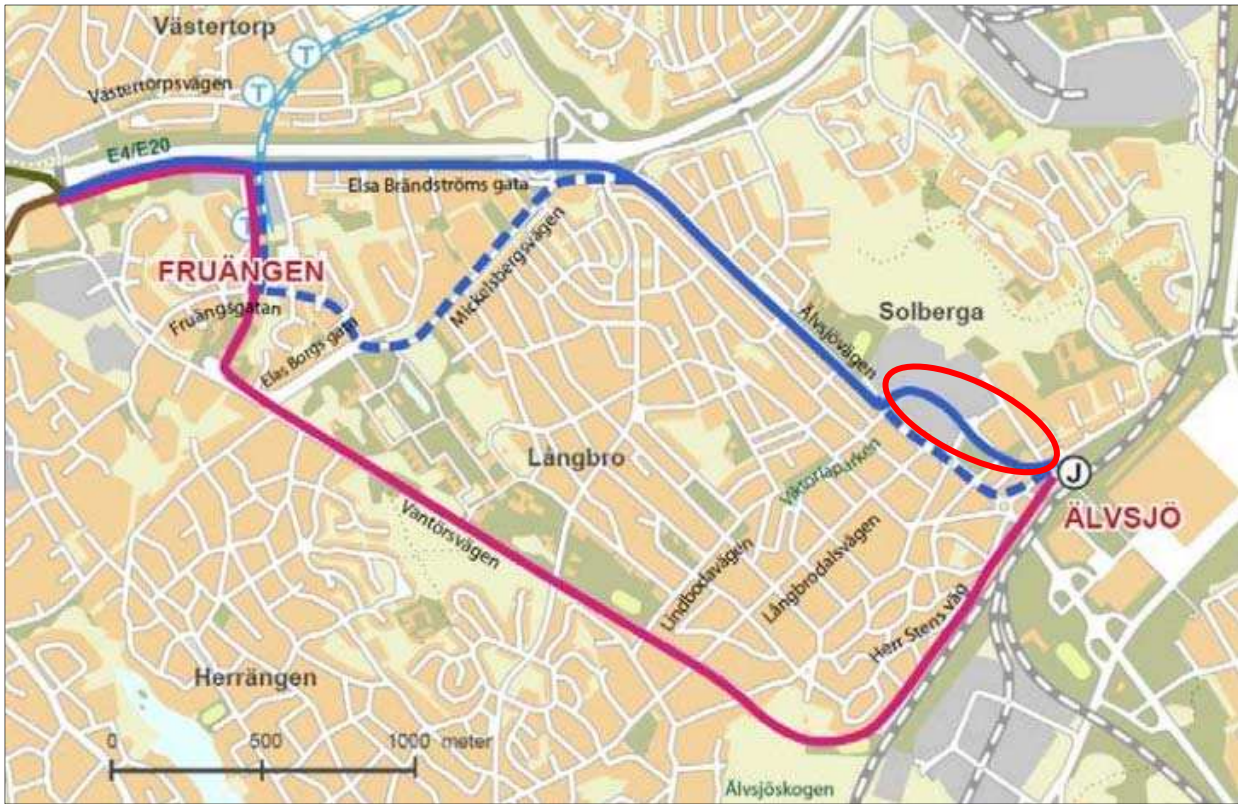 Västertorp
T
T
Västertorpsvägen
E4/E20
Elsa Brändströms gata
T
FRUÄNGEN
Fruängsgatan
Mickelsbergsvägen
Elas Borgs gata
Solberga
Älvsjövägen
Långbro
Viktoriaparken
J
ÄLVSJÖ
Vantörsvägen
Lindbodavägen
Långbrodalsvägen
Herr Stens väg
Herrängen
0 500 1000 meter
Älvsjöskogen